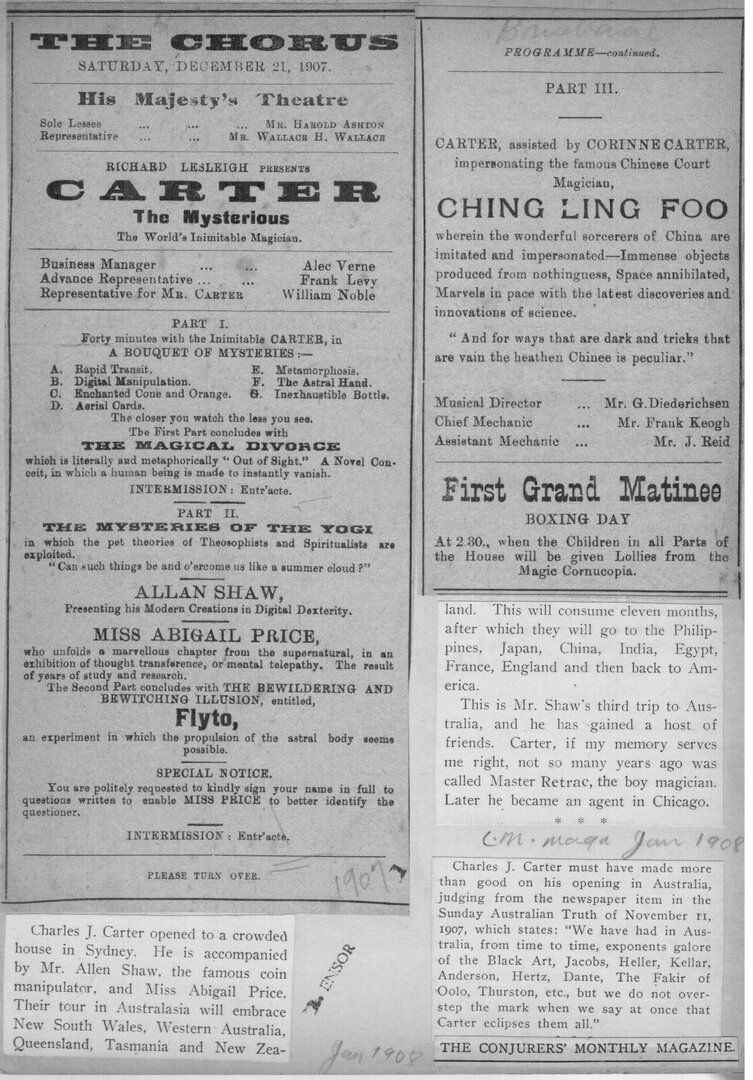 THE CHORUS
SATURDAY, DECEMBER 21, 1907.
His Majesty's Theatre
Sole Lessee ... ... ... MR. HAROLD ASHTON
Representative ... ... MR. WALLACE H. WALLACE
RICHARD LESLEIGH PRESENTS
CARTER
The Mysterious
The World's Inimitable Magician.
Business Manager ... ... Alec Verne
Advance Representative ... ... Frank Levy
Representative for MR. CARTER William Noble
PART I.
Forty minutes with the Inimitable CARTER, in
A BOUQUET OF MYSTERIES :—
A. Rapid Transit. E. Metamorphosis.
B. Digital Manipulation. F. The Astral Hand.
C. Enchanted Cone and Orange. G. Inexhaustible Bottle.
D. Aerial Cards.
The closer you watch the less you see.
The First Part concludes with
THE MAGICAL DIVORCE
which is literally and metaphorically "Out of Sight." A Novel Con-
ceit, in which a human being is made to instantly vanish.
INTERMISSION : Entr'acte.
PART II.
THE MYSTERIES OF THE YOGI
in which the pet theories of Theosophists and Spiritualists are
exploited.
"Can such things be and o'ercome us like a summer cloud?"
ALLAN SHAW,
Presenting his Modern Creations in Digital Dexterity.
MISS ABIGAIL PRICE,
who unfolds a marvellous chapter from the supernatural, in an
exhibition of thought transference, or mental telepathy. The result
of years of study and research.
The Second Part concludes with THE BEWILDERING AND
BEWITCHING ILLUSION, entitled,
Flyto,
an experiment in which the propulsion of the astral body seems
possible.
SPECIAL NOTICE.
You are politely requested to kindly sign your name in full to
questions written to enable MISS PRICE to better identify the
questioner.
INTERMISSION : Entr'acte.
PLEASE TURN OVER.
1907
Charles J. Carter opened to a crowded
house in Sydney. He is accompanied
by Mr. Allen Shaw, the famous coin
manipulator, and Miss Abigail Price.
Their tour in Australasia will embrace
New South Wales, Western Australia,
Queensland, Tasmania and New Zea-
ENSOR
Jan 1908
PROGRAMME—continued.
PART III.
CARTER, assisted by CORINNE CARTER,
impersonating the famous Chinese Court
Magician,
CHING LING FOO
wherein the wonderful sorcerers of China are
imitated and impersonated—Immense objects
produced from nothingness, Space annihilated,
Marvels in pace with the latest discoveries and
innovations of science.
"And for ways that are dark and tricks that
are vain the heathen Chinee is peculiar."
Musical Director ... Mr. G.Diederichsen
Chief Mechanic ... Mr. Frank Keogh
Assistant Mechanic ... Mr. J. Reid
First Grand Matinee
BOXING DAY
At 2.30., when the Children in all Parts of
the House will be given Lollies from the
Magic Cornucopia.
land. This will consume eleven months,
after which they will go to the Philip-
pines, Japan, China, India, Egypt,
France, England and then back to Am-
erica.
This is Mr. Shaw's third trip to Aus-
tralia, and he has gained a host of
friends. Carter, if my memory serves
me right, not so many years ago was
called Master Retrac, the boy magician.
Later he became an agent in Chicago.
* * *
C.M. maga Jan 1908
Charles J. Carter must have made more
than good on his opening in Australia,
judging from the newspaper item in the
Sunday Australian Truth of November 11,
1907, which states: "We have had in Aus-
tralia, from time to time, exponents galore
of the Black Art, Jacobs, Heller, Kellar,
Anderson, Hertz, Dante, The Fakir of
Oolo, Thurston, etc., but we do not over-
step the mark when we say at once that
Carter eclipses them all."
THE CONJURERS' MONTHLY MAGAZINE.